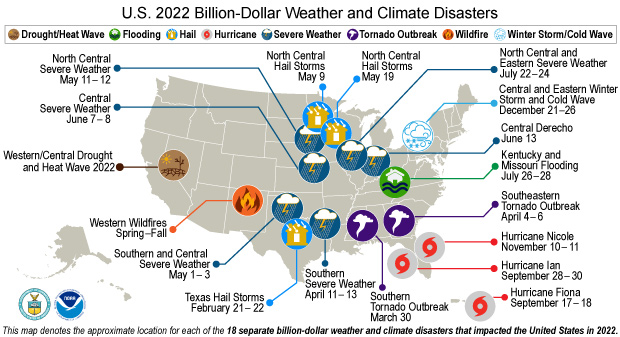 U.S. 2022 Billion-Dollar Weather and Climate Disasters
Drought/Heat Wave Flooding Hail Hurricane Severe Weather Tornado Outbreak Wildfire Winter Storm/Cold Wave
North Central
Severe Weather
May 11 – 12
North Central
Hail Storms
May 9
North Central
Hail Storms
May 19
North Central and
Eastern Severe Weather
July 22 – 24
Central
Severe Weather
June 7 – 8
Central and Eastern Winter
Storm and Cold Wave
December 21 – 26
Central Derecho
June 13
Western/Central Drought
and Heat Wave 2022
Kentucky and
Missouri Flooding
July 26 – 28
Southeastern
Tornado Outbreak
April 4 – 6
Western Wildfires
Spring – Fall
Hurricane Nicole
November 10 – 11
Southern and Central
Severe Weather
May 1 – 3
Hurricane Ian
September 28 – 30
Texas Hail Storms
February 21 – 22
Southern
Severe Weather
April 11 – 13
Southern
Tornado Outbreak
March 30
Hurricane Fiona
September 17 – 18
NOAA
This map denotes the approximate location for each of the 18 separate billion-dollar weather and climate disasters that impacted the United States in 2022.